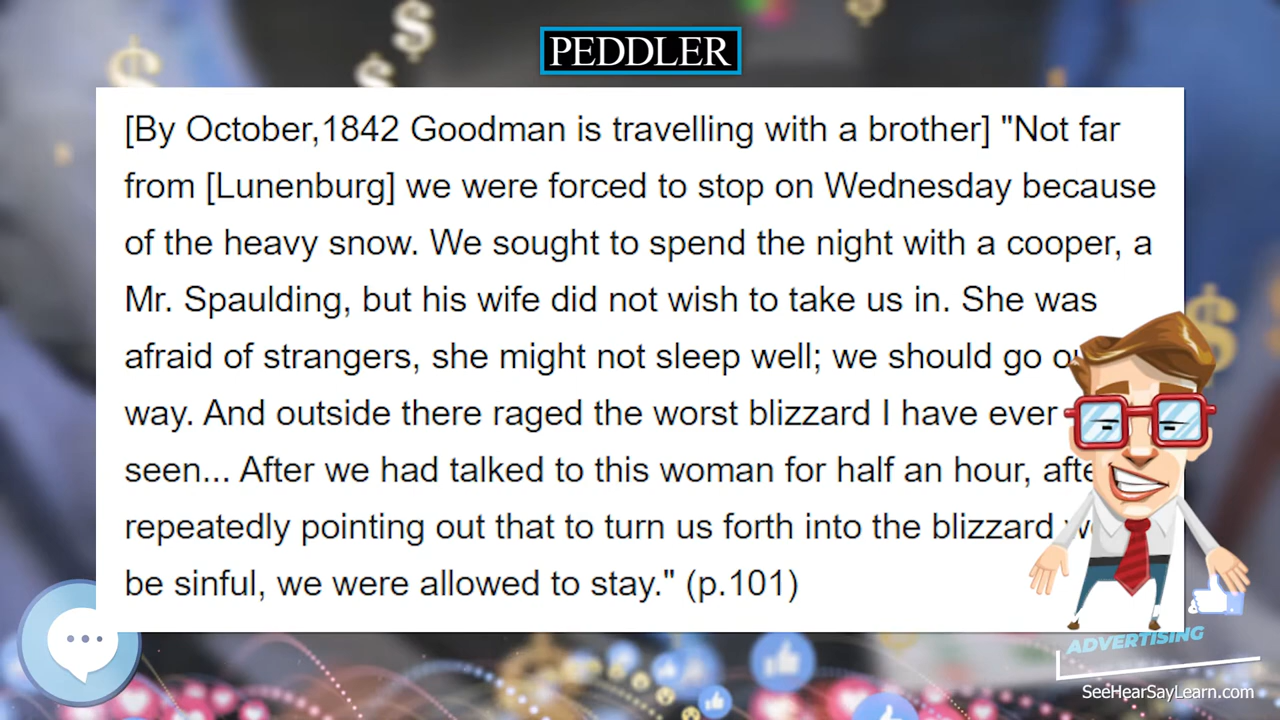 PEDDLER
[By October,1842 Goodman is travelling with a brother] "Not far
from [Lunenburg] we were forced to stop on Wednesday because
of the heavy snow. We sought to spend the night with a cooper, a
Mr. Spaulding, but his wife did not wish to take us in. She was
afraid of strangers, she might not sleep well; we should go
way. And outside there raged the worst blizzard I have ever
seen... After we had talked to this woman for half an hour,
repeatedly pointing out that to turn us forth into the blizzard
be sinful, we were allowed to stay." (p.101)
ADVERTISING
SeeHearSayLearn.com